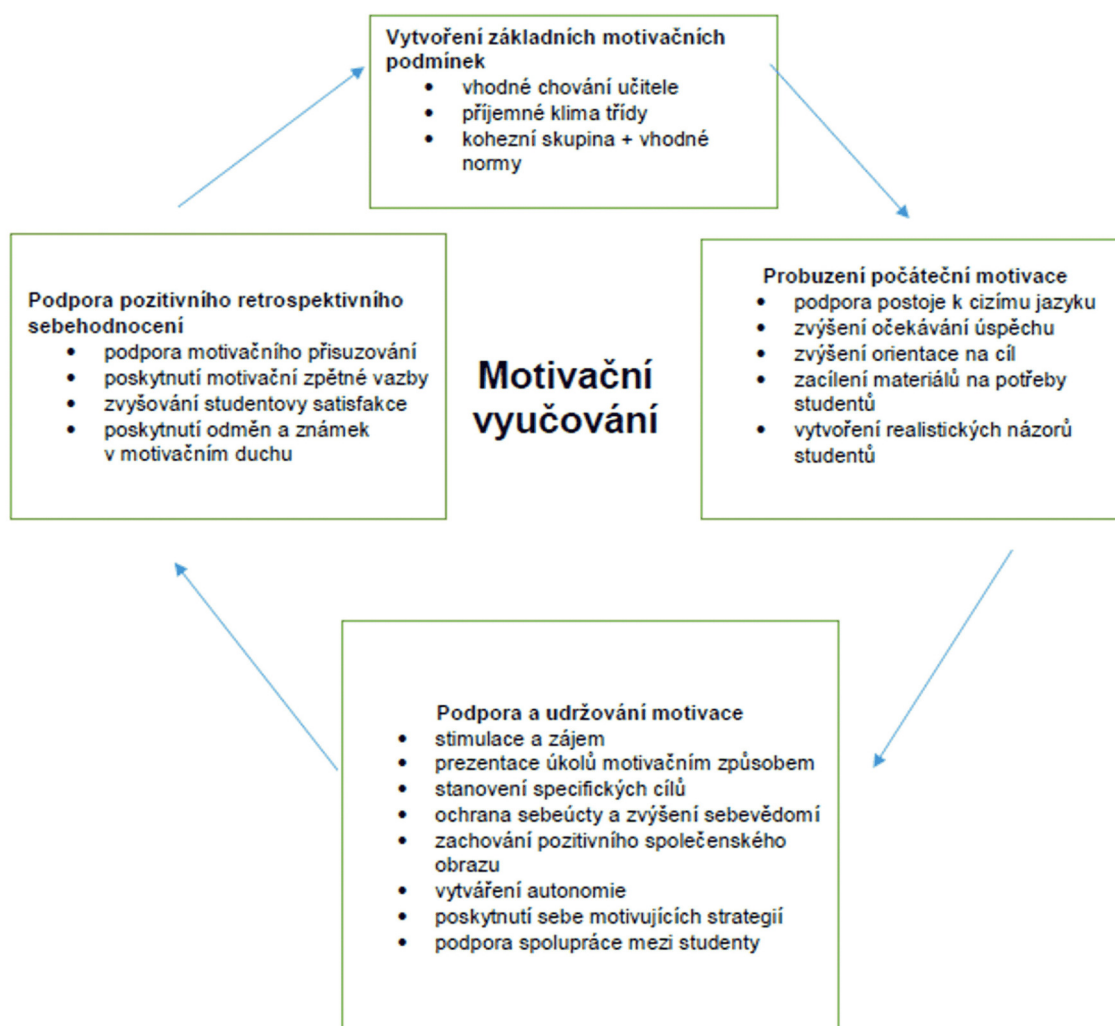 Vytvoření základních motivačních
podmínek
• vhodné chování učitele
• příjemné klima třídy
• kohezní skupina + vhodné
normy
Podpora pozitivního retrospektivního
sebehodnocení
• podpora motivačního přisuzování
• poskytnutí motivační zpětné vazby
• zvyšování studentovy satisfakce
• poskytnutí odměn a známek
v motivačním duchu
Motivační
vyučování
Probuzení počáteční motivace
• podpora postoje k cizímu jazyku
• zvýšení očekávání úspěchu
• zvýšení orientace na cíl
• zacílení materiálů na potřeby
studentů
• vytvoření realistických názorů
studentů
Podpora a udržování motivace
• stimulace a zájem
• prezentace úkolů motivačním způsobem
• stanovení specifických cílů
• ochrana sebeúcty a zvýšení sebevědomí
• zachování pozitivního společenského
obrazu
• vytváření autonomie
• poskytnutí sebe motivujících strategií
• podpora spolupráce mezi studenty